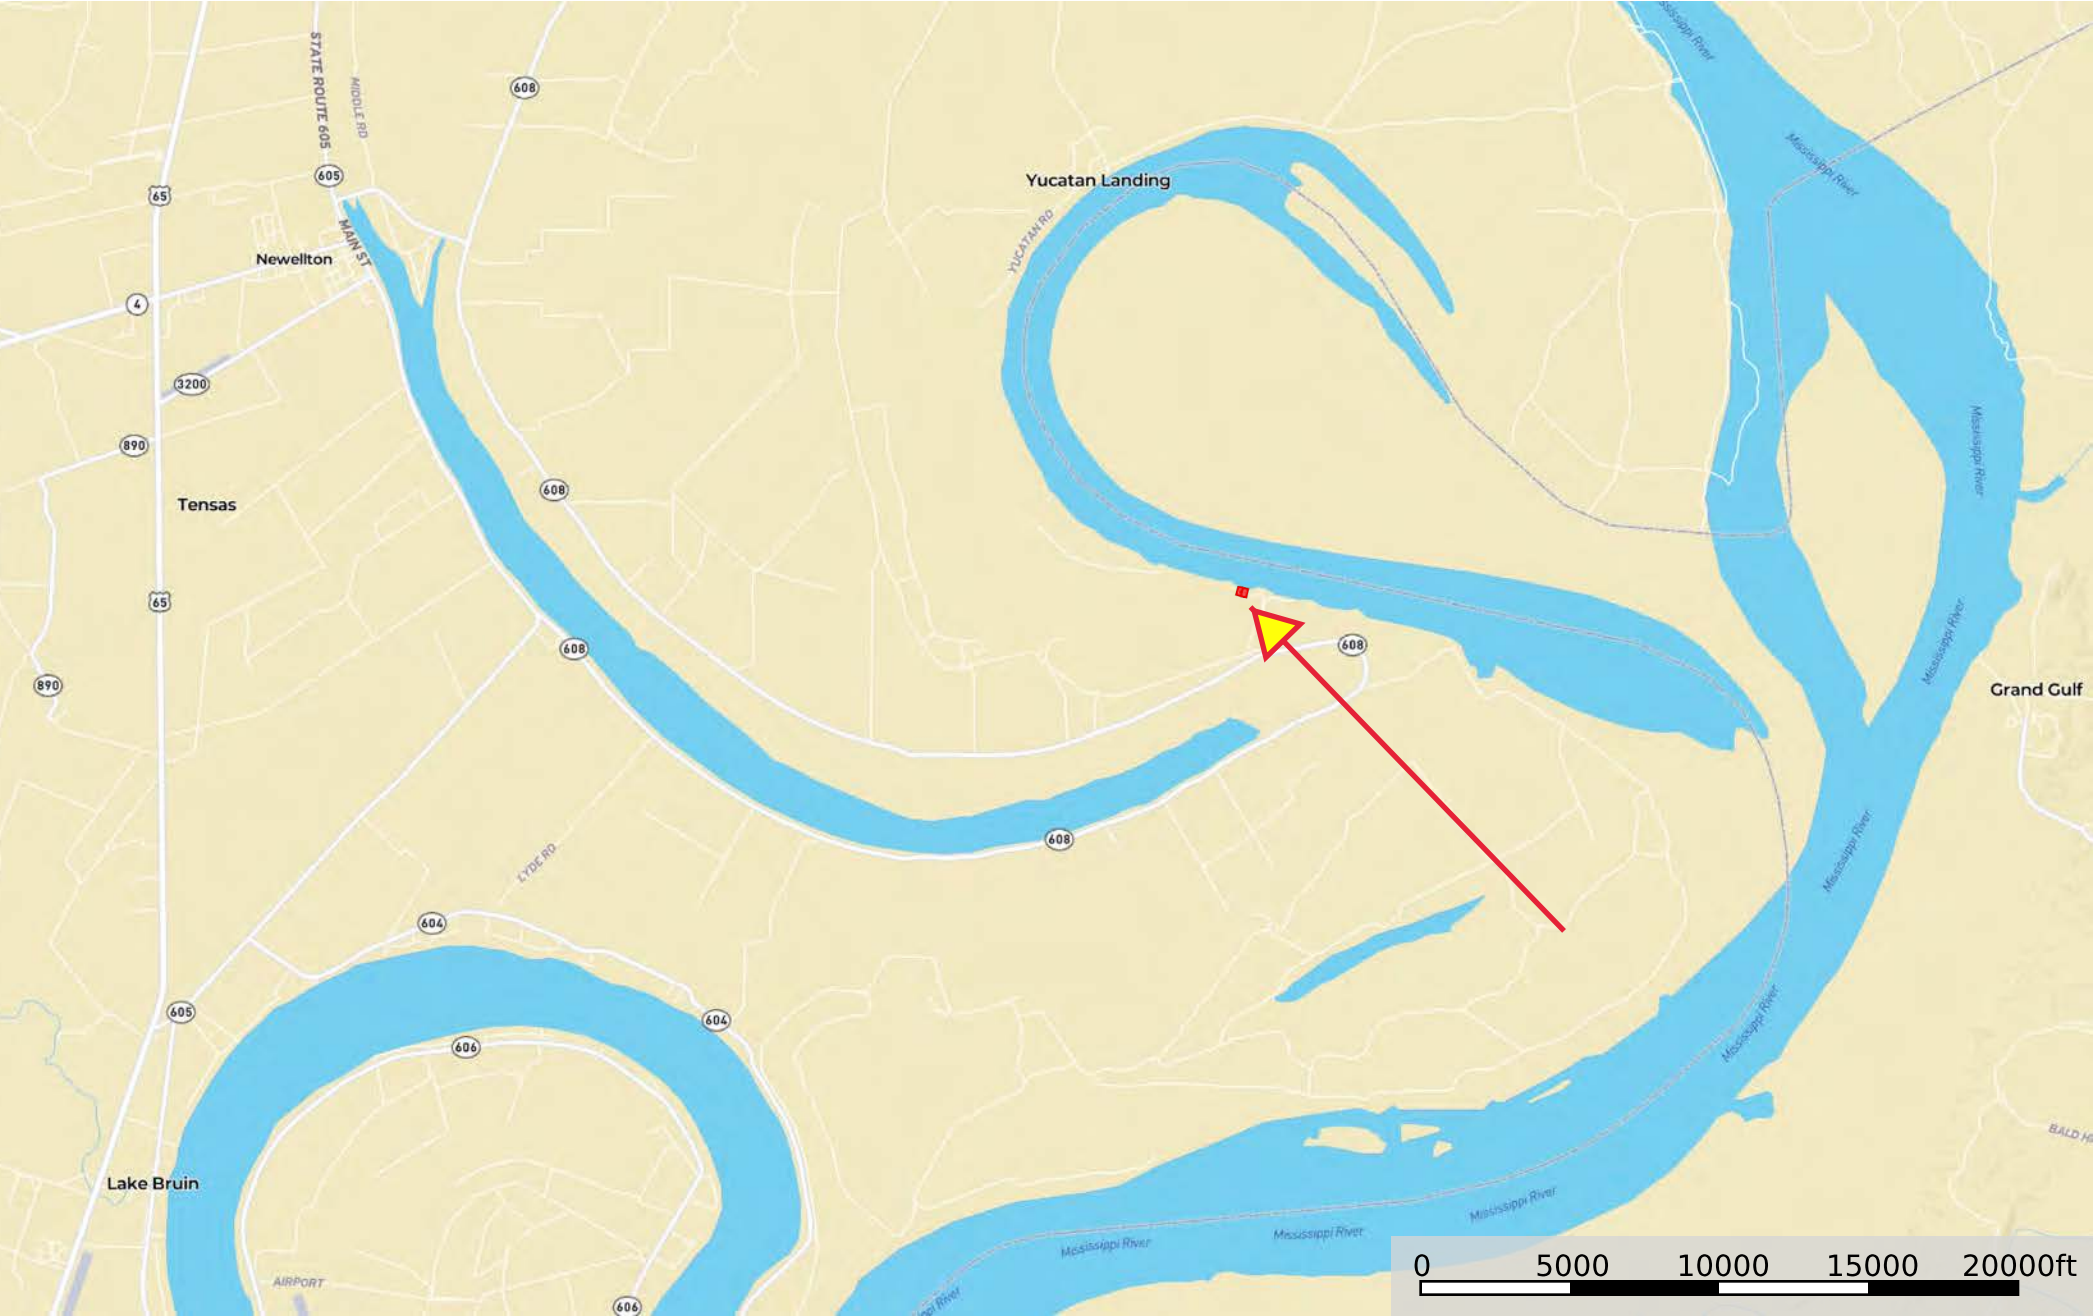 Mississippi River
STATE ROUTE 605
MIDDLE RD
608
Mississippi River
605
Yucatan Landing
65
MAIN ST
YUCATAN RD
Newellton
4
3200
Mississippi River
890
608
Tensas
65
Mississippi River
608
608
890
Grand Gulf
608
Mississippi River
LYDE RD
604
605
604
Mississippi River
606
BALD H
Lake Bruin
Mississippi River
Mississippi River
Mississippi River
AIRPORT
606
0 5000 10000 15000 20000ft